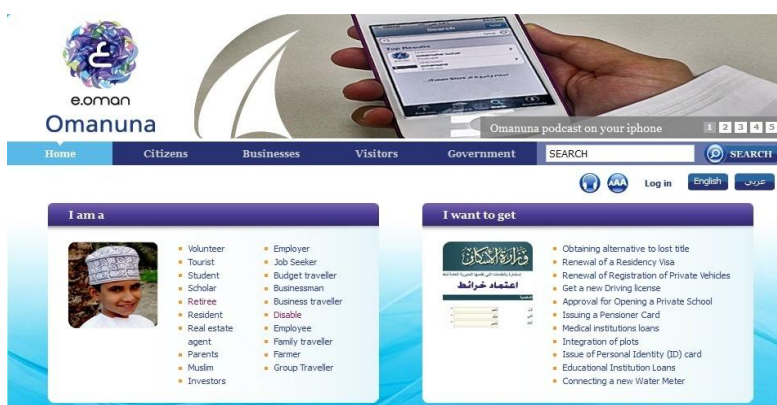 e.oman
Omanuna
Search
Top Results
Omanuna podcast on your iphone
1 2 3 4 5
Home Citizens Businesses Visitors Government SEARCH SEARCH
Log in English عربي
I am a
Volunteer
Tourist
Student
Scholar
Retiree
Resident
Real estate
agent
Parents
Muslim
Investors
Employer
Job Seeker
Budget traveller
Businessman
Business traveller
Disable
Employee
Family traveller
Farmer
Group Traveller
I want to get
وزارة الإسكان
اعتماد خرائط
Obtaining alternative to lost title
Renewal of a Residency Visa
Renewal of Registration of Private Vehicles
Get a new Driving license
Approval for Opening a Private School
Issuing a Pensioner Card
Medical institutions loans
Integration of plots
Issue of Personal Identity (ID) card
Educational Institution Loans
Connecting a new Water Meter